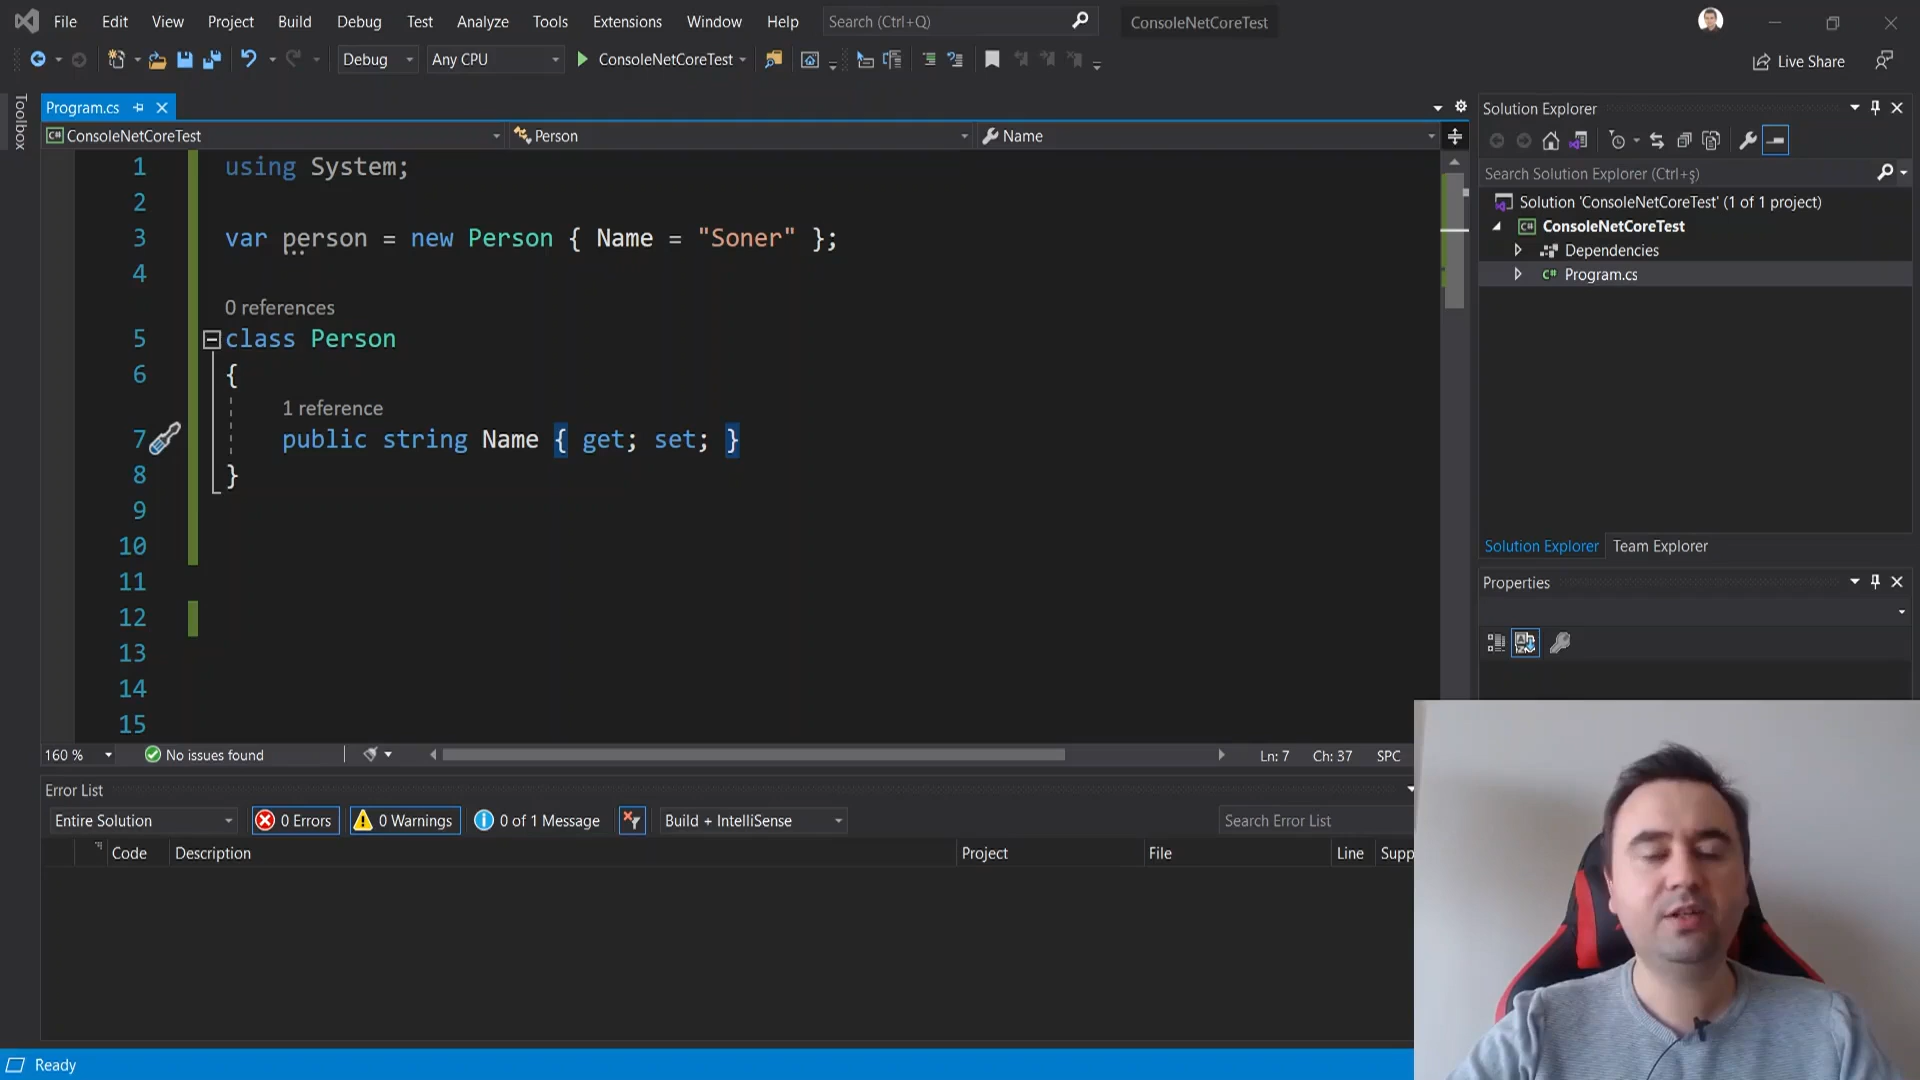 File Edit View Project Build Debug Test Analyze Tools Extensions Window Help Search (Ctrl+Q) ConsoleNetCoreTest
Debug Any CPU ConsoleNetCoreTest Live Share
Toolbox
Program.cs
ConsoleNetCoreTest Person Name
1 using System;
2
3 var person = new Person { Name = "Soner" };
4
0 references
5 class Person
6 {
1 reference
7 public string Name { get; set; }
8 }
9
10
11
12
13
14
15
160 % No issues found Ln: 7 Ch: 37 SPC
Solution Explorer
Search Solution Explorer (Ctrl+ş)
Solution 'ConsoleNetCoreTest' (1 of 1 project)
C# ConsoleNetCoreTest
Dependencies
C# Program.cs
Solution Explorer Team Explorer
Properties
Error List
Entire Solution 0 Errors 0 Warnings 0 of 1 Message Build + IntelliSense Search Error List
Code Description Project File Line Supp
Ready